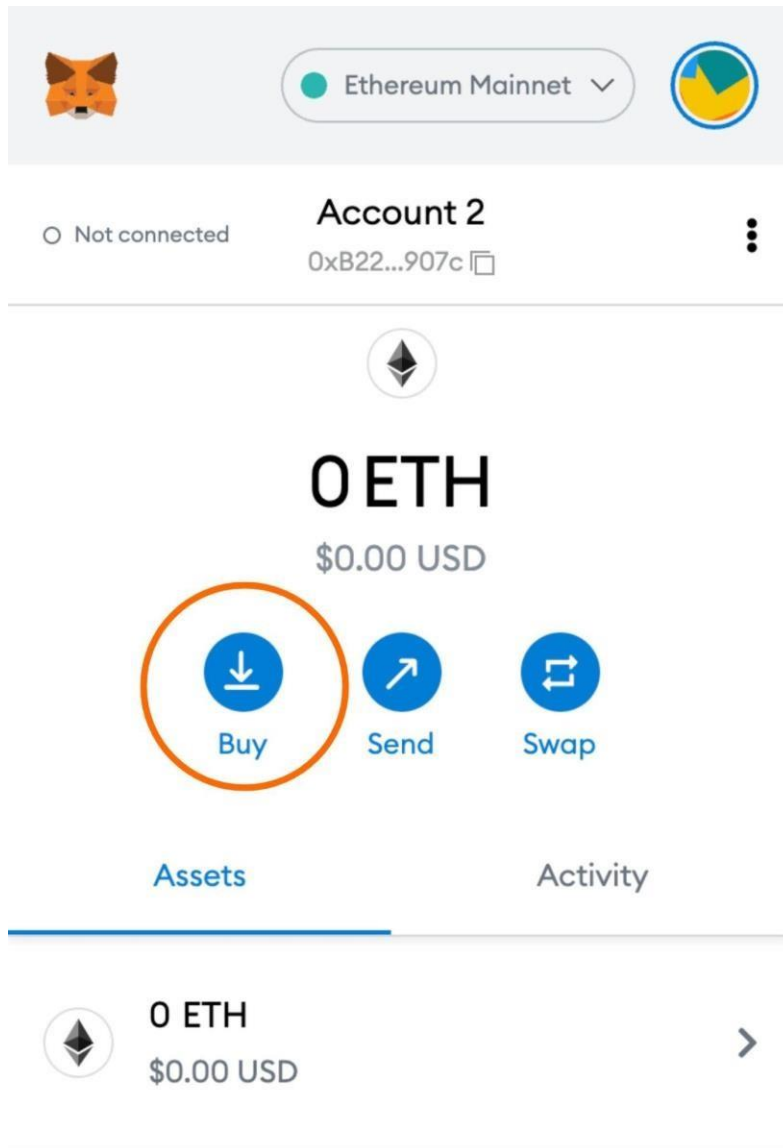 Ethereum Mainnet
Not connected
Account 2
0xB22...907c
0 ETH
$0.00 USD
Buy
Send
Swap
Assets
Activity
0 ETH
$0.00 USD